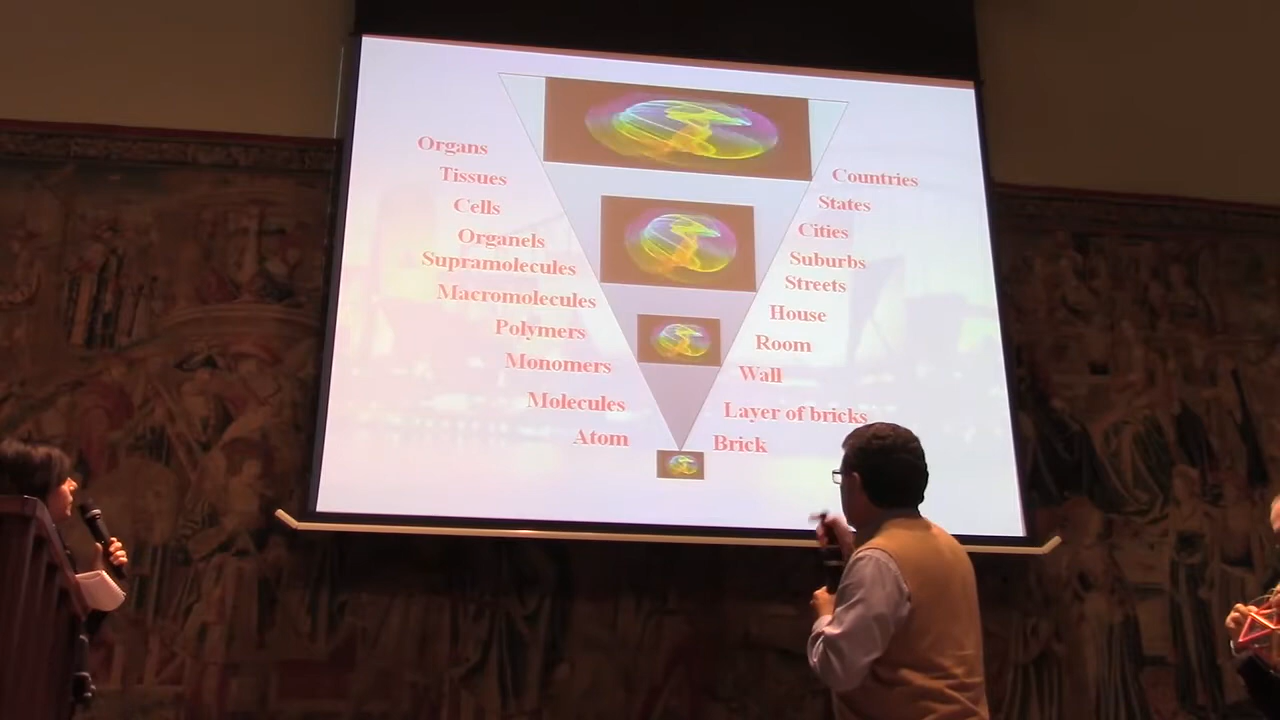 Organs
Tissues
Cells
Organels
Supramolecules
Macromolecules
Polymers
Monomers
Molecules
Atom
Countries
States
Cities
Suburbs
Streets
House
Room
Wall
Layer of bricks
Brick